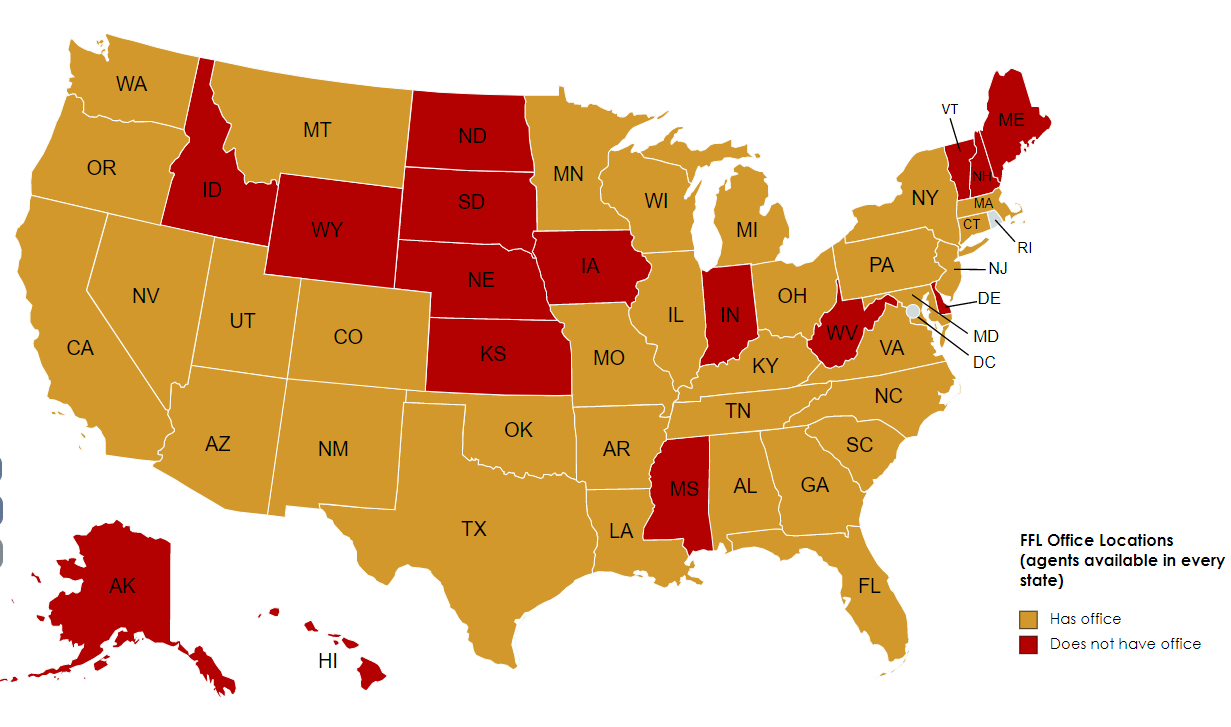 WA
MT
ND
MN
VT
ME
OR
ID
SD
WI
MI
NY
NH
MA
CT
RI
WY
NE
IA
PA
NJ
NV
UT
CO
IL
IN
OH
DE
MD
DC
CA
KS
MO
KY
WV
VA
AZ
NM
OK
AR
TN
NC
SC
MS
AL
GA
TX
LA
FL
AK
HI
FFL Office Locations
(agents available in every
state)
Has office
Does not have office